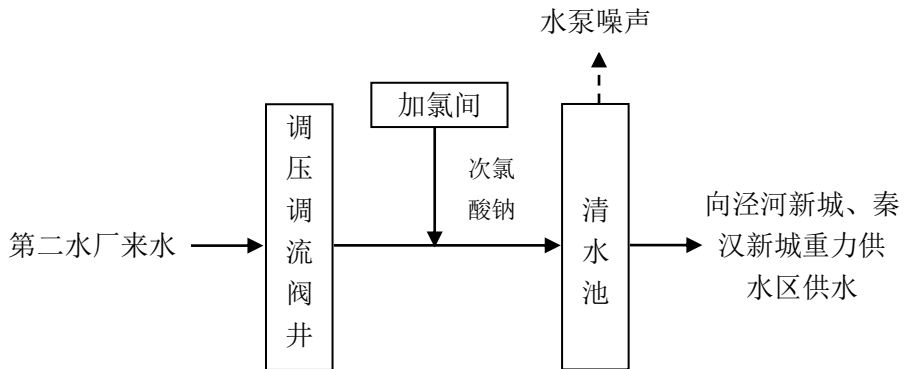 水泵噪声
加氯间
调压调流阀井
次氯
酸钠
清水池
第二水厂来水
向泾河新城、秦
汉新城重力供
水区供水